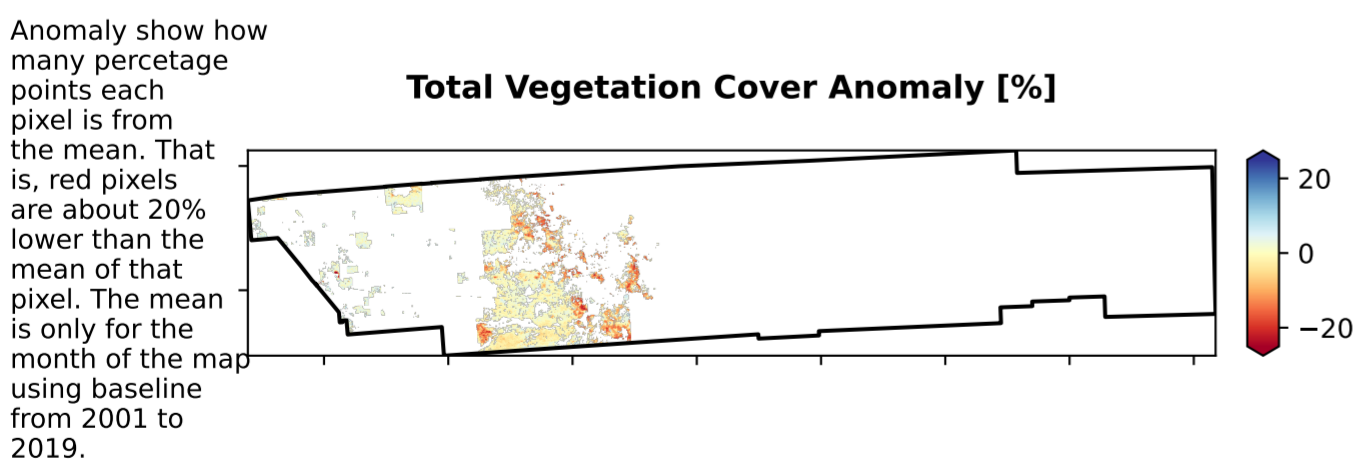 Anomaly show how
many percetage
points each
pixel is from
the mean. That
is, red pixels
are about 20%
lower than the
mean of that
pixel. The mean
is only for the
month of the map
using baseline
from 2001 to
2019.
Total Vegetation Cover Anomaly [%]
20
0
−20